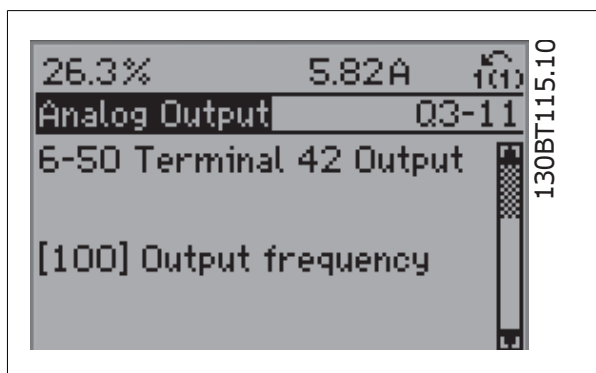 26.3% 5.82A 1(1)
Analog Output Q3-11
6-50 Terminal 42 Output
[100] Output frequency
130BT115.10